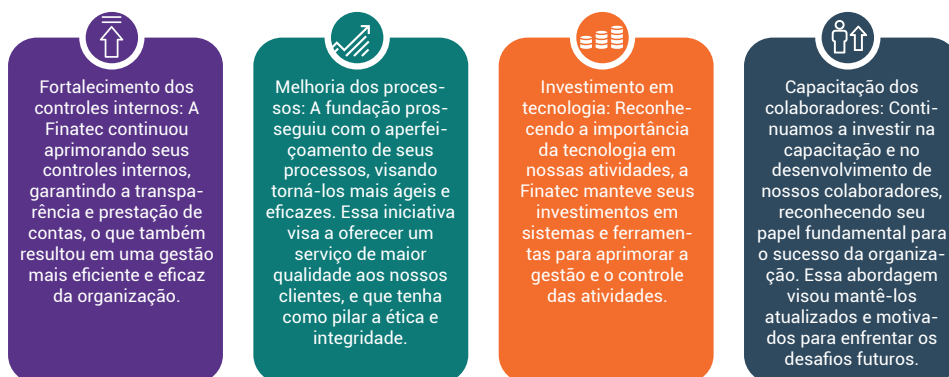 Fortalecimento dos
controles internos: A
Finatec continuou
aprimorando seus
controles internos,
garantindo a transpa-
rência e prestação de
contas, o que também
resultou em uma gestão
mais eficiente e eficaz
da organização.
Melhoria dos proces-
sos: A fundação pros-
seguiu com o aperfei-
çoamento de seus
processos, visando
torná-los mais ágeis e
eficazes. Essa iniciativa
visa a oferecer um
serviço de maior
qualidade aos nossos
clientes, e que tenha
como pilar a ética e
integridade.
Investimento em
tecnologia: Reconhe-
cendo a importância
da tecnologia em
nossas atividades, a
Finatec manteve seus
investimentos em
sistemas e ferramen-
tas para aprimorar a
gestão e o controle
das atividades.
Capacitação dos
colaboradores: Conti-
nuamos a investir na
capacitação e no
desenvolvimento de
nossos colaboradores,
reconhecendo seu
papel fundamental para
o sucesso da organiza-
ção. Essa abordagem
visou mantê-los
atualizados e motiva-
dos para enfrentar os
desafios futuros.